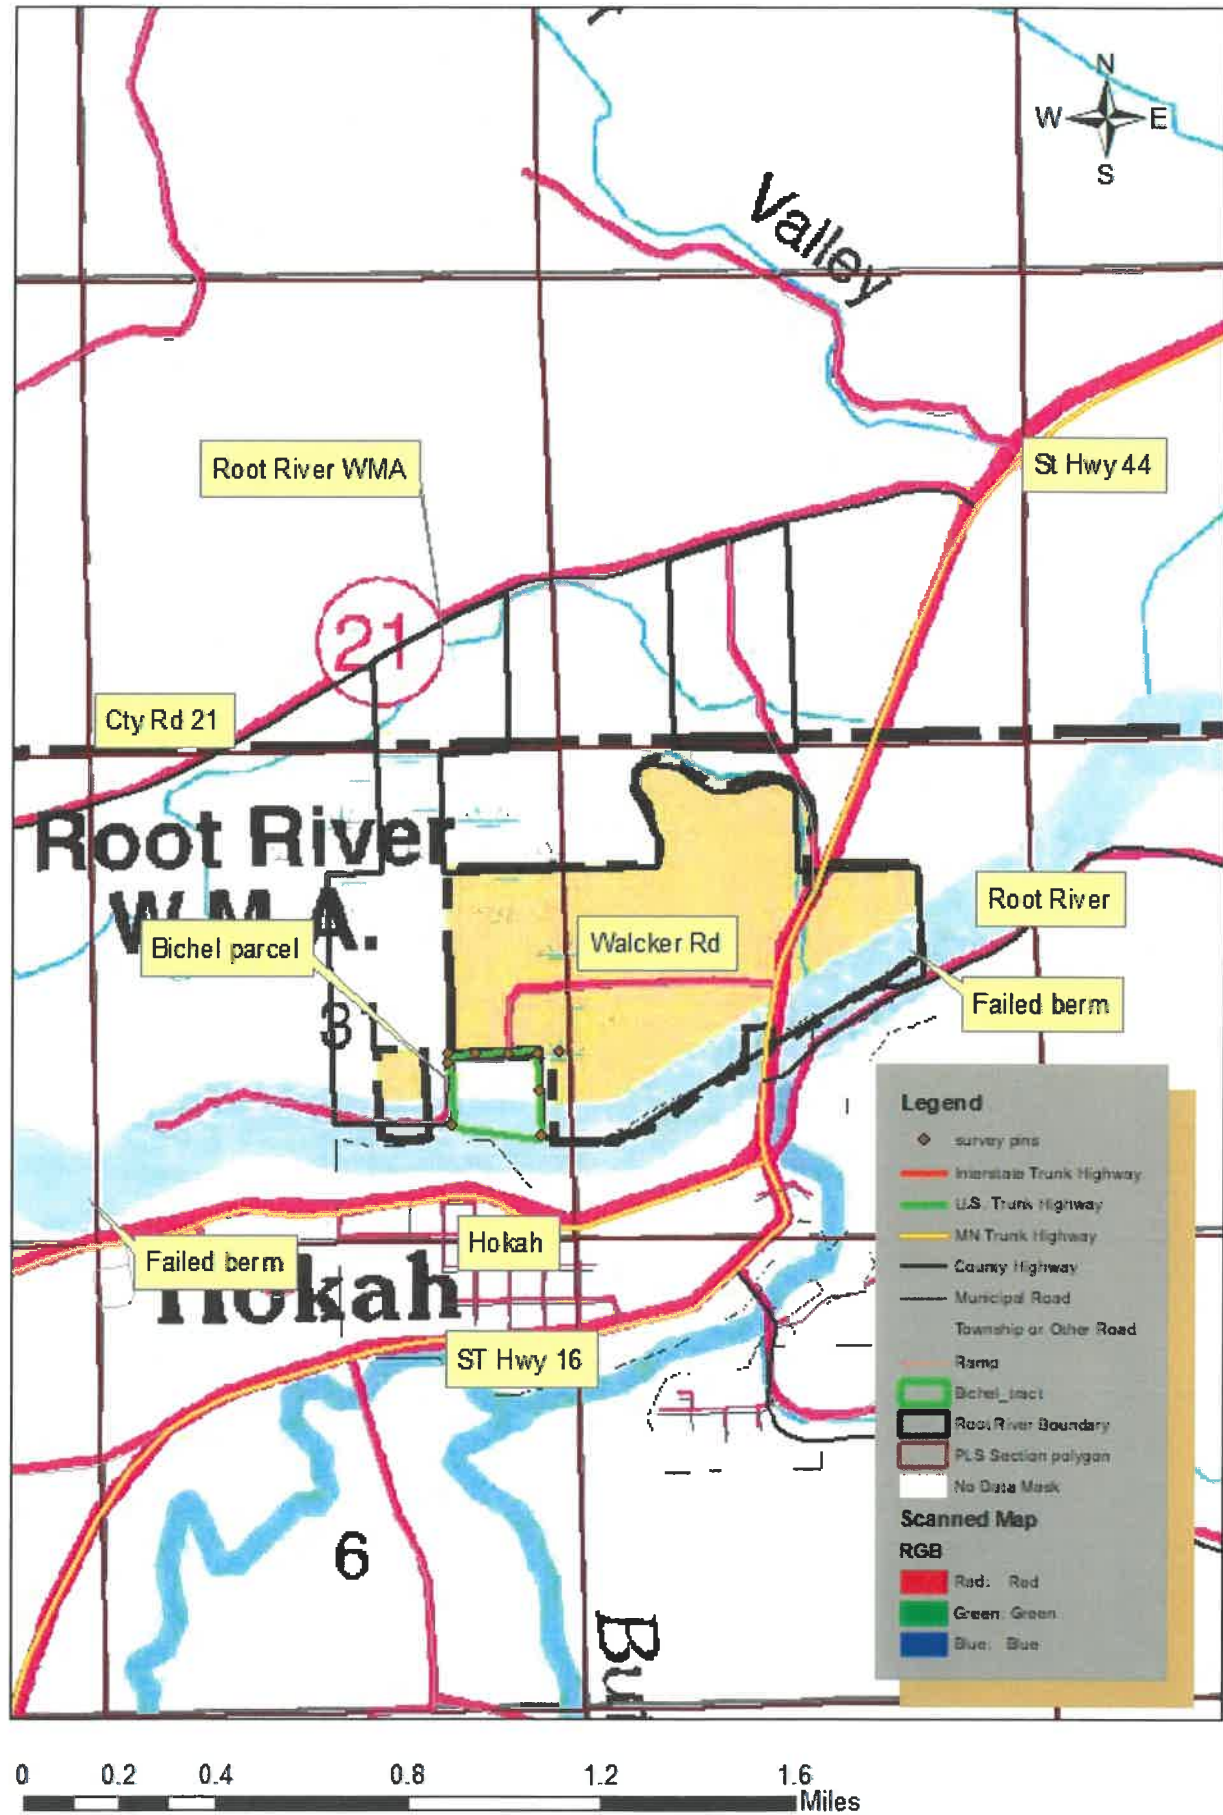 N
W E
S
Valley
Root River WMA
St Hwy 44
21
Cty Rd 21
Root River
W.M.A.
Root River
Walcker Rd
Bichel parcel
3
Failed berm
Hokah
Failed berm
Hokah
ST Hwy 16
6
Legend
survey pins
Interstate Trunk Highway
U.S. Trunk Highway
MN Trunk Highway
County Highway
Municipal Road
Township or Other Road
Ramp
Bichel_tract
Root River Boundary
PLS Section polygon
No Data Mask
Scanned Map
RGB
Red: Red
Green: Green
Blue: Blue
0 0.2 0.4 0.8 1.2 1.6
Miles